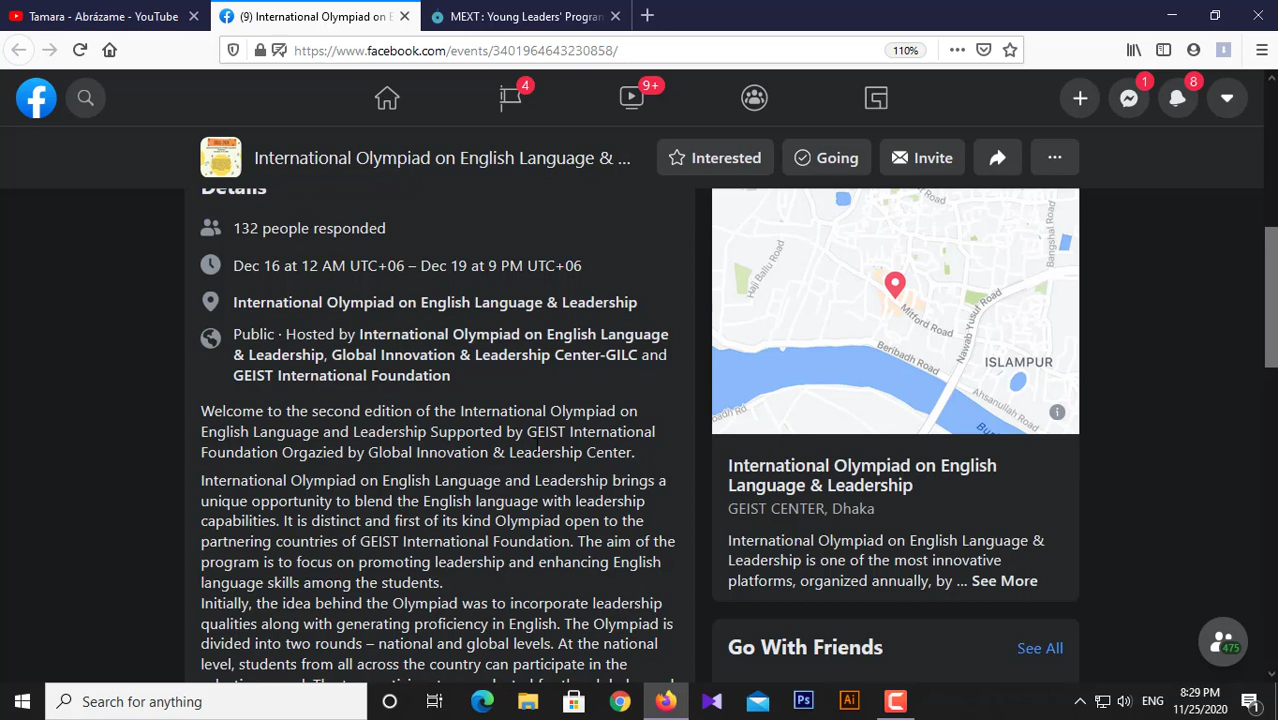 Tamara - Abrázame - YouTube
(9) International Olympiad on E
MEXT : Young Leaders' Program
https://www.facebook.com/events/3401964643230858/
110%
4
9+
1
8
International Olympiad on English Language & ...
Interested
Going
Invite
Details
132 people responded
Dec 16 at 12 AM UTC+06 – Dec 19 at 9 PM UTC+06
International Olympiad on English Language & Leadership
Public · Hosted by International Olympiad on English Language
& Leadership, Global Innovation & Leadership Center-GILC and
GEIST International Foundation
Welcome to the second edition of the International Olympiad on
English Language and Leadership Supported by GEIST International
Foundation Orgazied by Global Innovation & Leadership Center.
International Olympiad on English Language and Leadership brings a
unique opportunity to blend the English language with leadership
capabilities. It is distinct and first of its kind Olympiad open to the
partnering countries of GEIST International Foundation. The aim of the
program is to focus on promoting leadership and enhancing English
language skills among the students.
Initially, the idea behind the Olympiad was to incorporate leadership
qualities along with generating proficiency in English. The Olympiad is
divided into two rounds – national and global levels. At the national
level, students from all across the country can participate in the
Haji Ballu Road
Bangshal Road
Mitford Road
Nawab Yusuf Road
Beribadh Road
ISLAMPUR
Ahsanullah Road
badh Rd
International Olympiad on English
Language & Leadership
GEIST CENTER, Dhaka
International Olympiad on English Language &
Leadership is one of the most innovative
platforms, organized annually, by ... See More
Go With Friends
See All
475
Search for anything
Ps
Ai
ENG
8:29 PM
11/25/2020
1